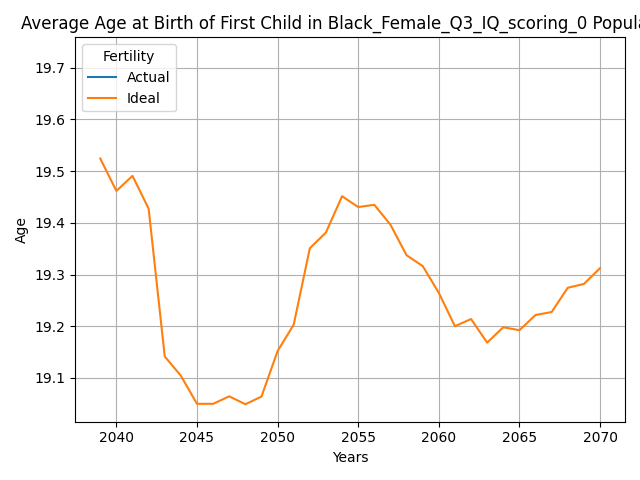 Average Age at Birth of First Child in Black_Female_Q3_IQ_scoring_0 Popula
Fertility
Actual
Ideal
19.7
19.6
19.5
19.4
19.3
19.2
19.1
Age
2040 2045 2050 2055 2060 2065 2070
Years